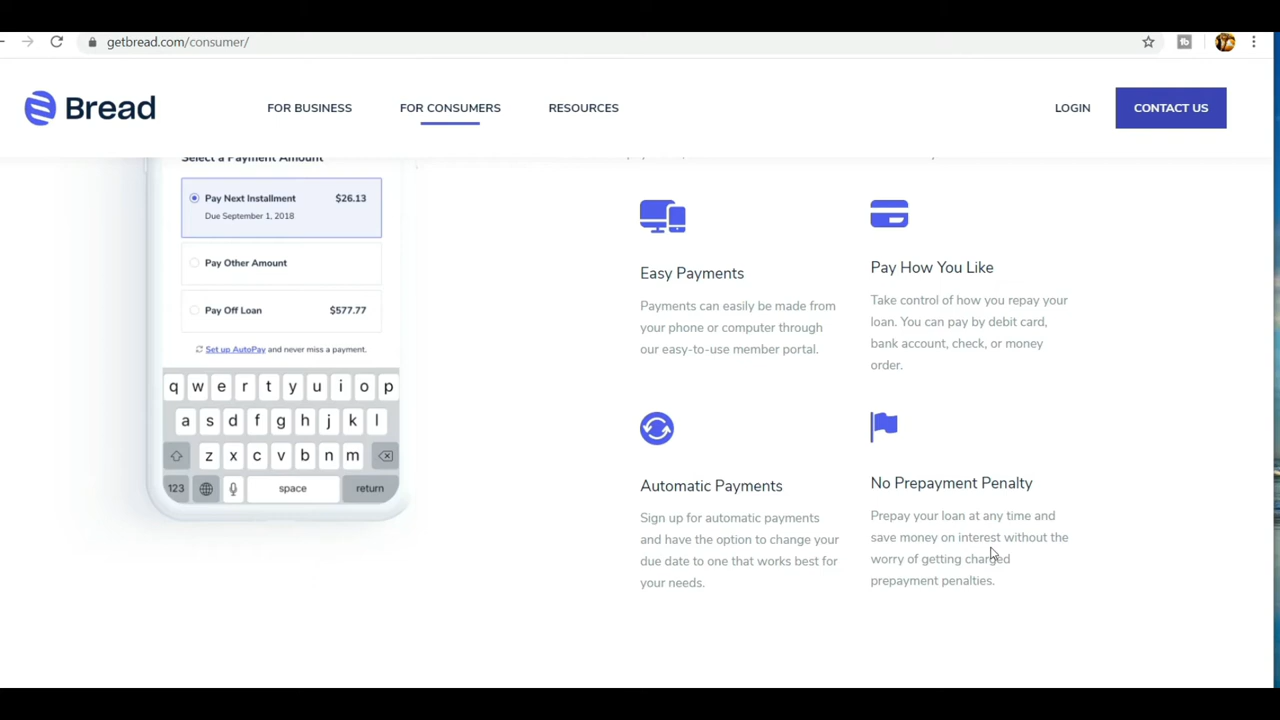 getbread.com/consumer/
Bread
FOR BUSINESS
FOR CONSUMERS
RESOURCES
LOGIN
CONTACT US
Select a Payment Amount
Pay Next Installment $26.13
Due September 1, 2018
Pay Other Amount
Pay Off Loan $577.77
Set up AutoPay and never miss a payment.
q w e r t y u i o p
a s d f g h j k l
z x c v b n m
123 space return
Easy Payments
Payments can easily be made from
your phone or computer through
our easy-to-use member portal.
Pay How You Like
Take control of how you repay your
loan. You can pay by debit card,
bank account, check, or money
order.
Automatic Payments
Sign up for automatic payments
and have the option to change your
due date to one that works best for
your needs.
No Prepayment Penalty
Prepay your loan at any time and
save money on interest without the
worry of getting charged
prepayment penalties.